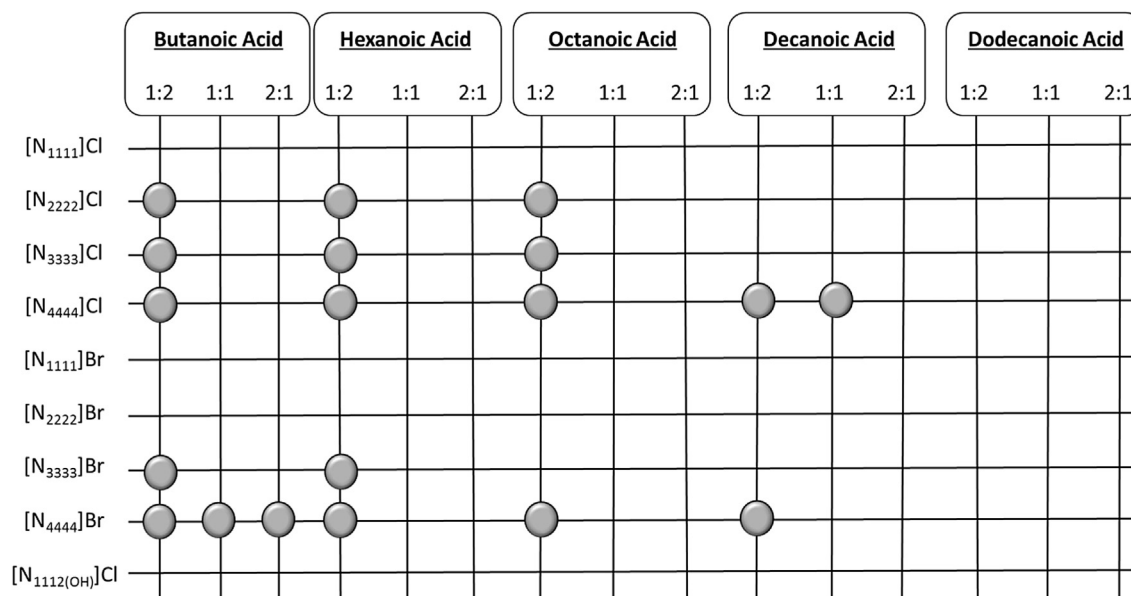 Butanoic Acid Hexanoic Acid Octanoic Acid Decanoic Acid Dodecanoic Acid
1:2 1:1 2:1 1:2 1:1 2:1 1:2 1:1 2:1 1:2 1:1 2:1 1:2 1:1 2:1
[N₁₁₁₁]Cl
[N₂₂₂₂]Cl
[N₃₃₃₃]Cl
[N₄₄₄₄]Cl
[N₁₁₁₁]Br
[N₂₂₂₂]Br
[N₃₃₃₃]Br
[N₄₄₄₄]Br
[N₁₁₁₂₍OH₎]Cl